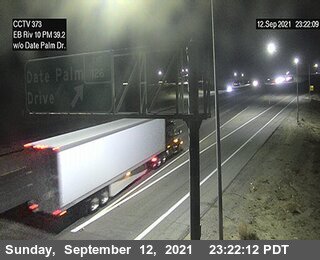 CCTV 373
EB Riv 10 PM 39.2
w/o Date Palm Dr.
12.Sep 2021 23:22:09
Date Palm 126
Drive
Sunday, September 12, 2021 23:22:12 PDT